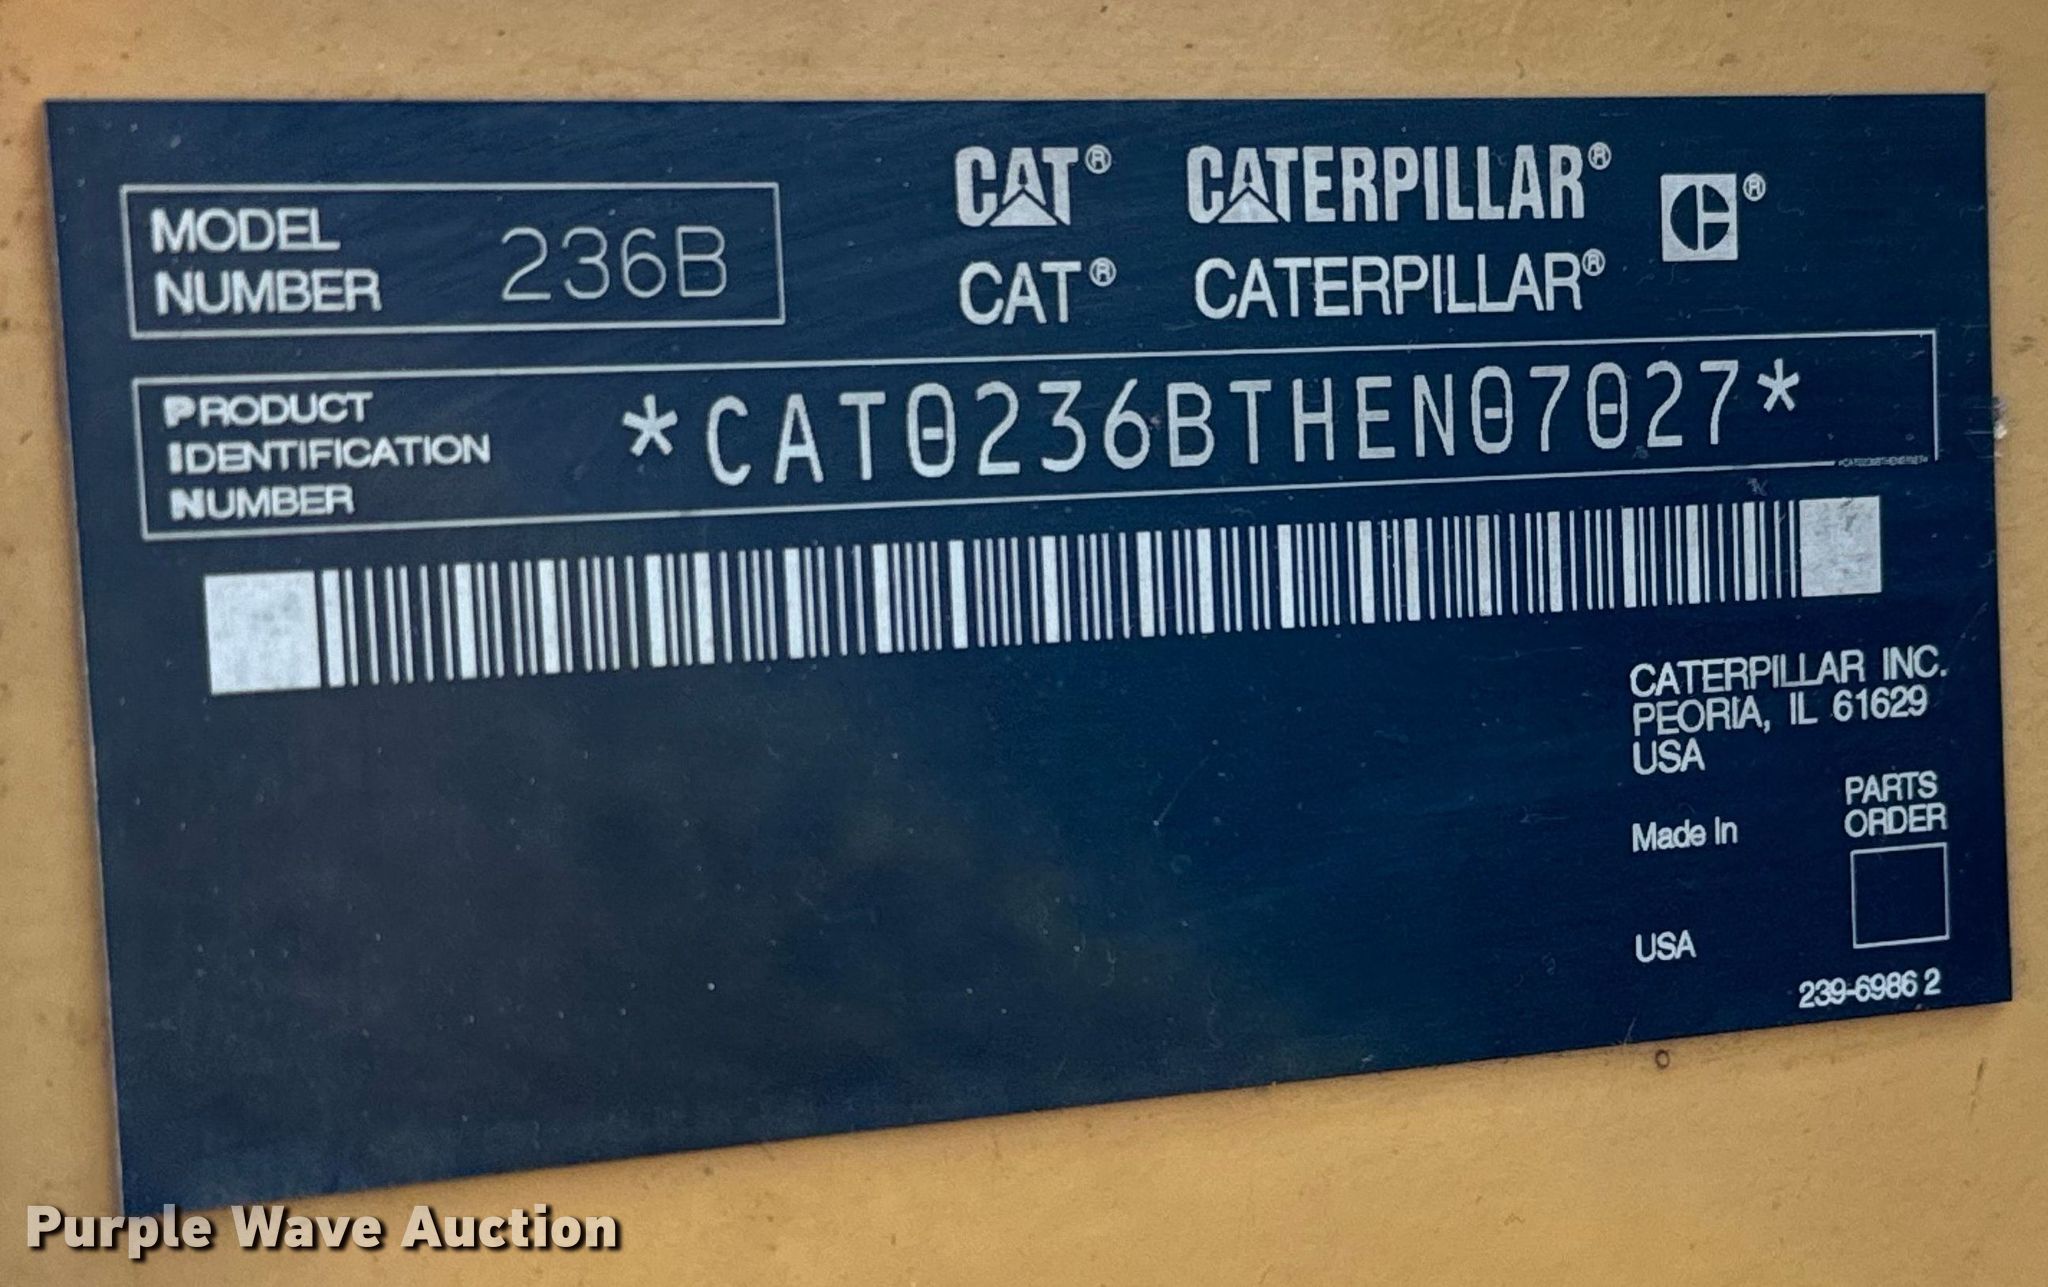 MODEL
NUMBER
236B
CAT® CATERPILLAR® ®
CAT® CATERPILLAR®
PRODUCT
IDENTIFICATION
NUMBER
*CAT0236BTHEN07027*
CATERPILLAR INC.
PEORIA, IL 61629
USA
PARTS
ORDER
Made In
USA
239-6986 2
Purple Wave Auction